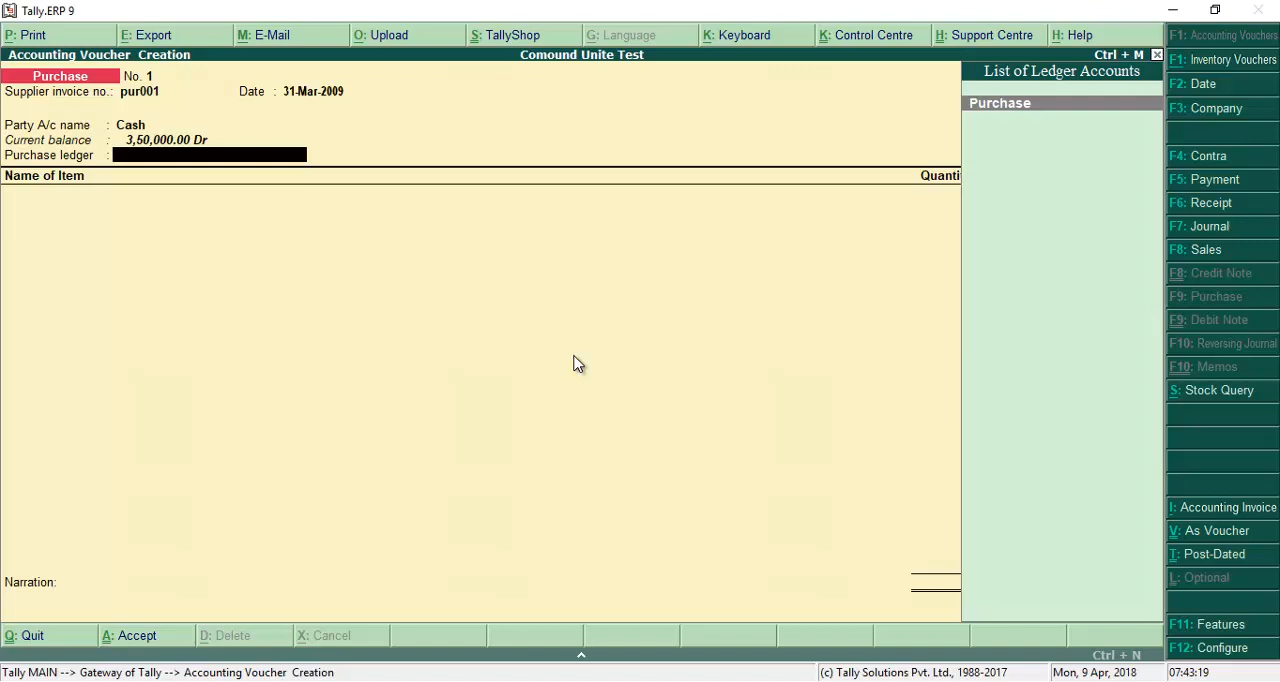 Tally.ERP 9
P: Print E: Export M: E-Mail O: Upload S: TallyShop G: Language K: Keyboard K: Control Centre H: Support Centre H: Help
Accounting Voucher Creation Comound Unite Test Ctrl + M
Purchase No. 1
Supplier invoice no.: pur001 Date : 31-Mar-2009
Party A/c name : Cash
Current balance : 3,50,000.00 Dr
Purchase ledger :
Name of Item Quanti
Narration:
List of Ledger Accounts
Purchase
F1: Accounting Vouchers
F1: Inventory Vouchers
F2: Date
F3: Company
F4: Contra
F5: Payment
F6: Receipt
F7: Journal
F8: Sales
F8: Credit Note
F9: Purchase
F9: Debit Note
F10: Reversing Journal
F10: Memos
S: Stock Query
I: Accounting Invoice
V: As Voucher
T: Post-Dated
L: Optional
F11: Features
F12: Configure
Q: Quit A: Accept D: Delete X: Cancel
Ctrl + N
Tally MAIN --> Gateway of Tally --> Accounting Voucher Creation (c) Tally Solutions Pvt. Ltd., 1988-2017 Mon, 9 Apr, 2018 07:43:19